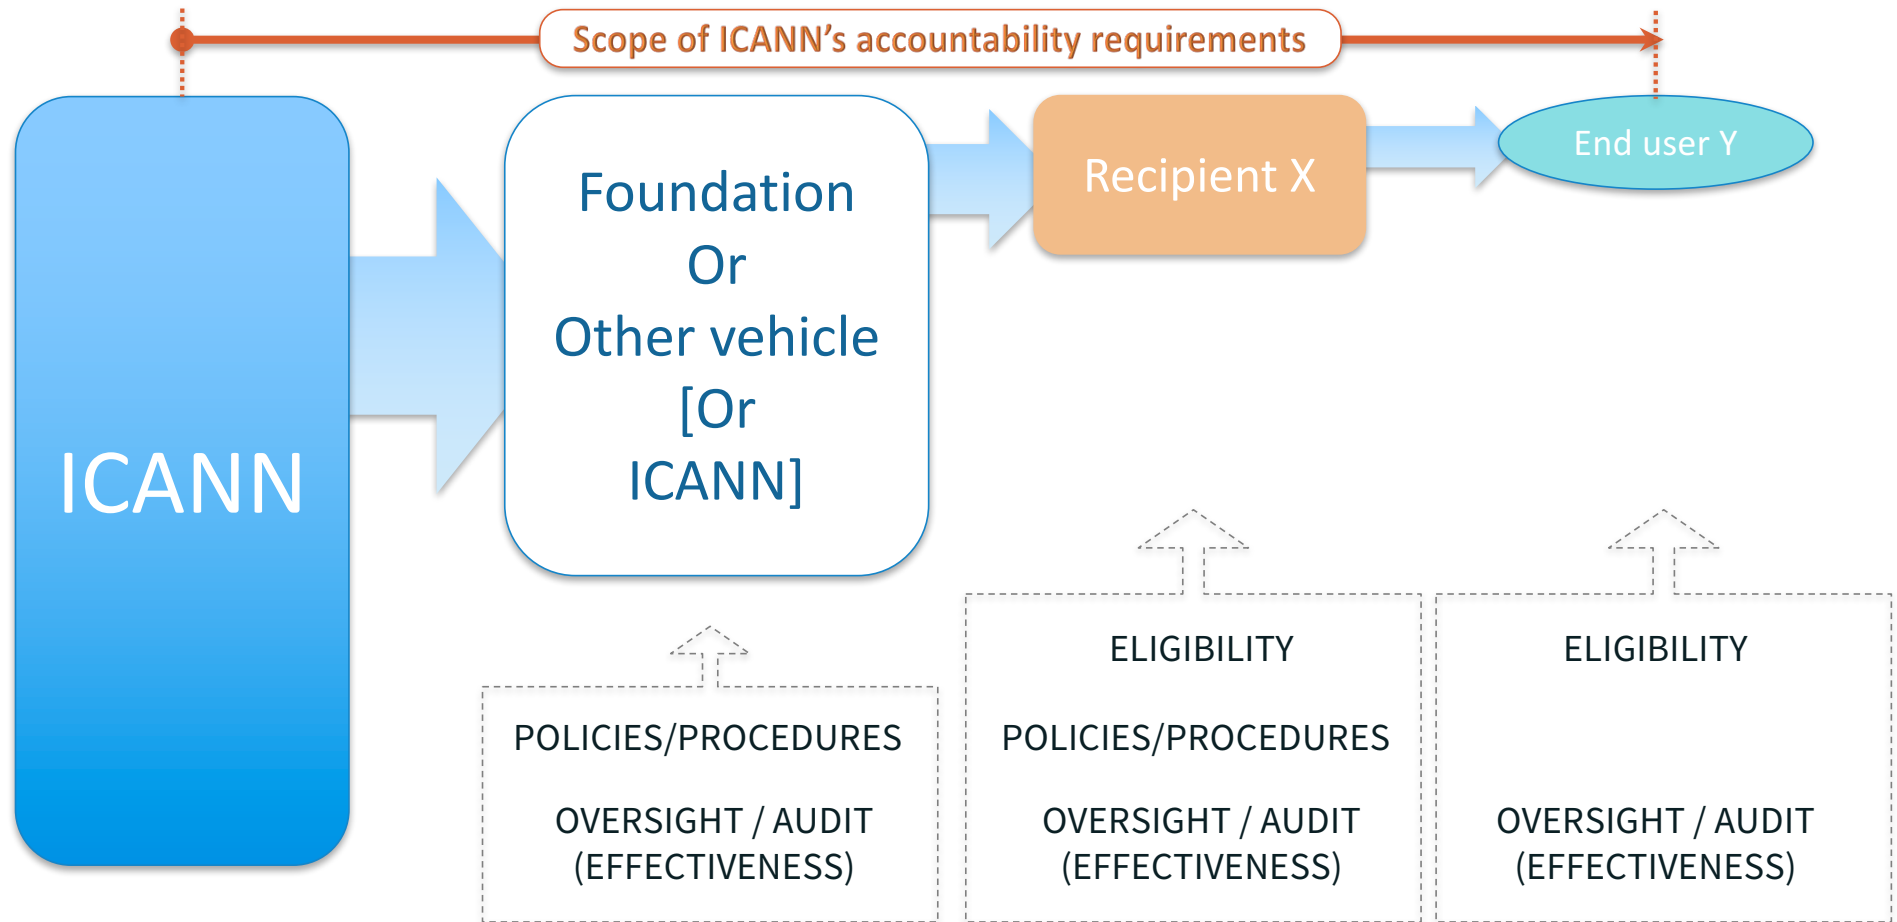 Scope of ICANN’s accountability requirements
ICANN
Foundation
Or
Other vehicle
[Or
ICANN]
Recipient X
End user Y
POLICIES/PROCEDURES
OVERSIGHT / AUDIT
(EFFECTIVENESS)
ELIGIBILITY
POLICIES/PROCEDURES
OVERSIGHT / AUDIT
(EFFECTIVENESS)
ELIGIBILITY
OVERSIGHT / AUDIT
(EFFECTIVENESS)